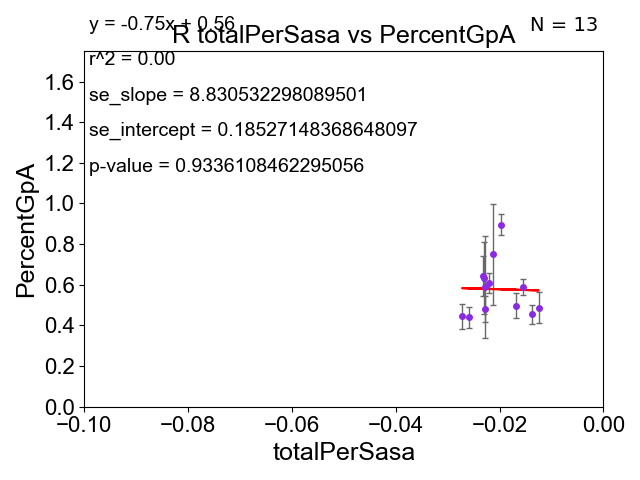 y = -0.75x + 0.56
N = 13
R totalPerSasa vs PercentGpA
r^2 = 0.00
se_slope = 8.830532298089501
se_intercept = 0.18527148368648097
p-value = 0.9336108462295056
PercentGpA
1.6
1.4
1.2
1.0
0.8
0.6
0.4
0.2
0.0
−0.10
−0.08
−0.06
−0.04
−0.02
0.00
totalPerSasa